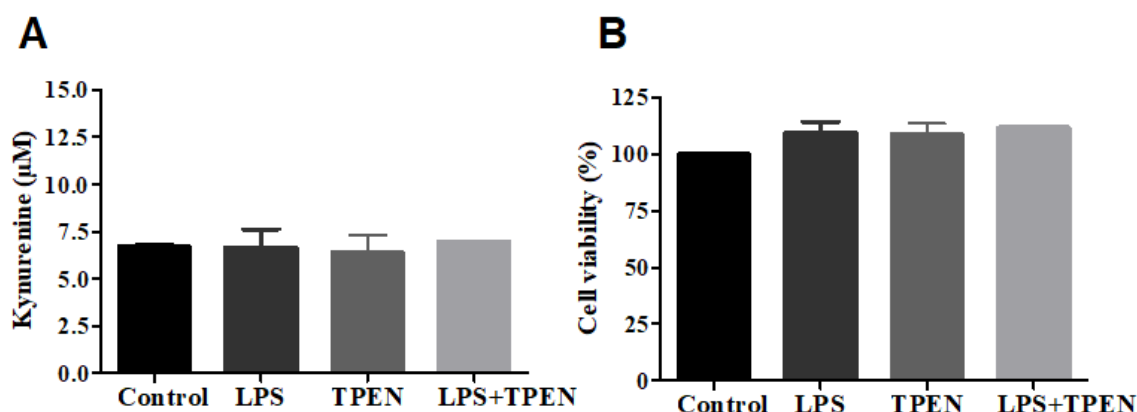 A
Kynurenine (µM)
15.0
12.5
10.0
7.5
5.0
2.5
0.0
Control LPS TPEN LPS+TPEN
B
Cell viability (%)
125
100
75
50
25
0
Control LPS TPEN LPS+TPEN